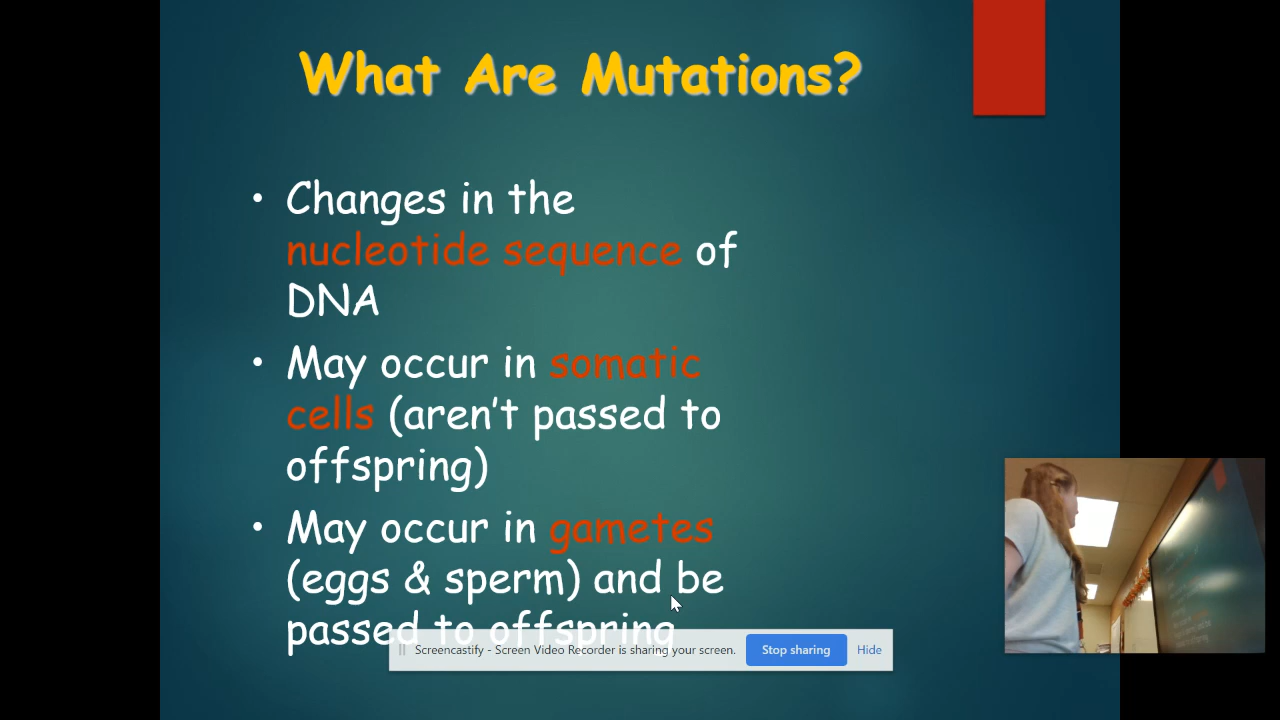 What Are Mutations?
• Changes in the
nucleotide sequence of
DNA
• May occur in somatic
cells (aren't passed to
offspring)
• May occur in gametes
(eggs & sperm) and be
passed to offspring
Screencastify - Screen Video Recorder is sharing your screen.
Stop sharing
Hide